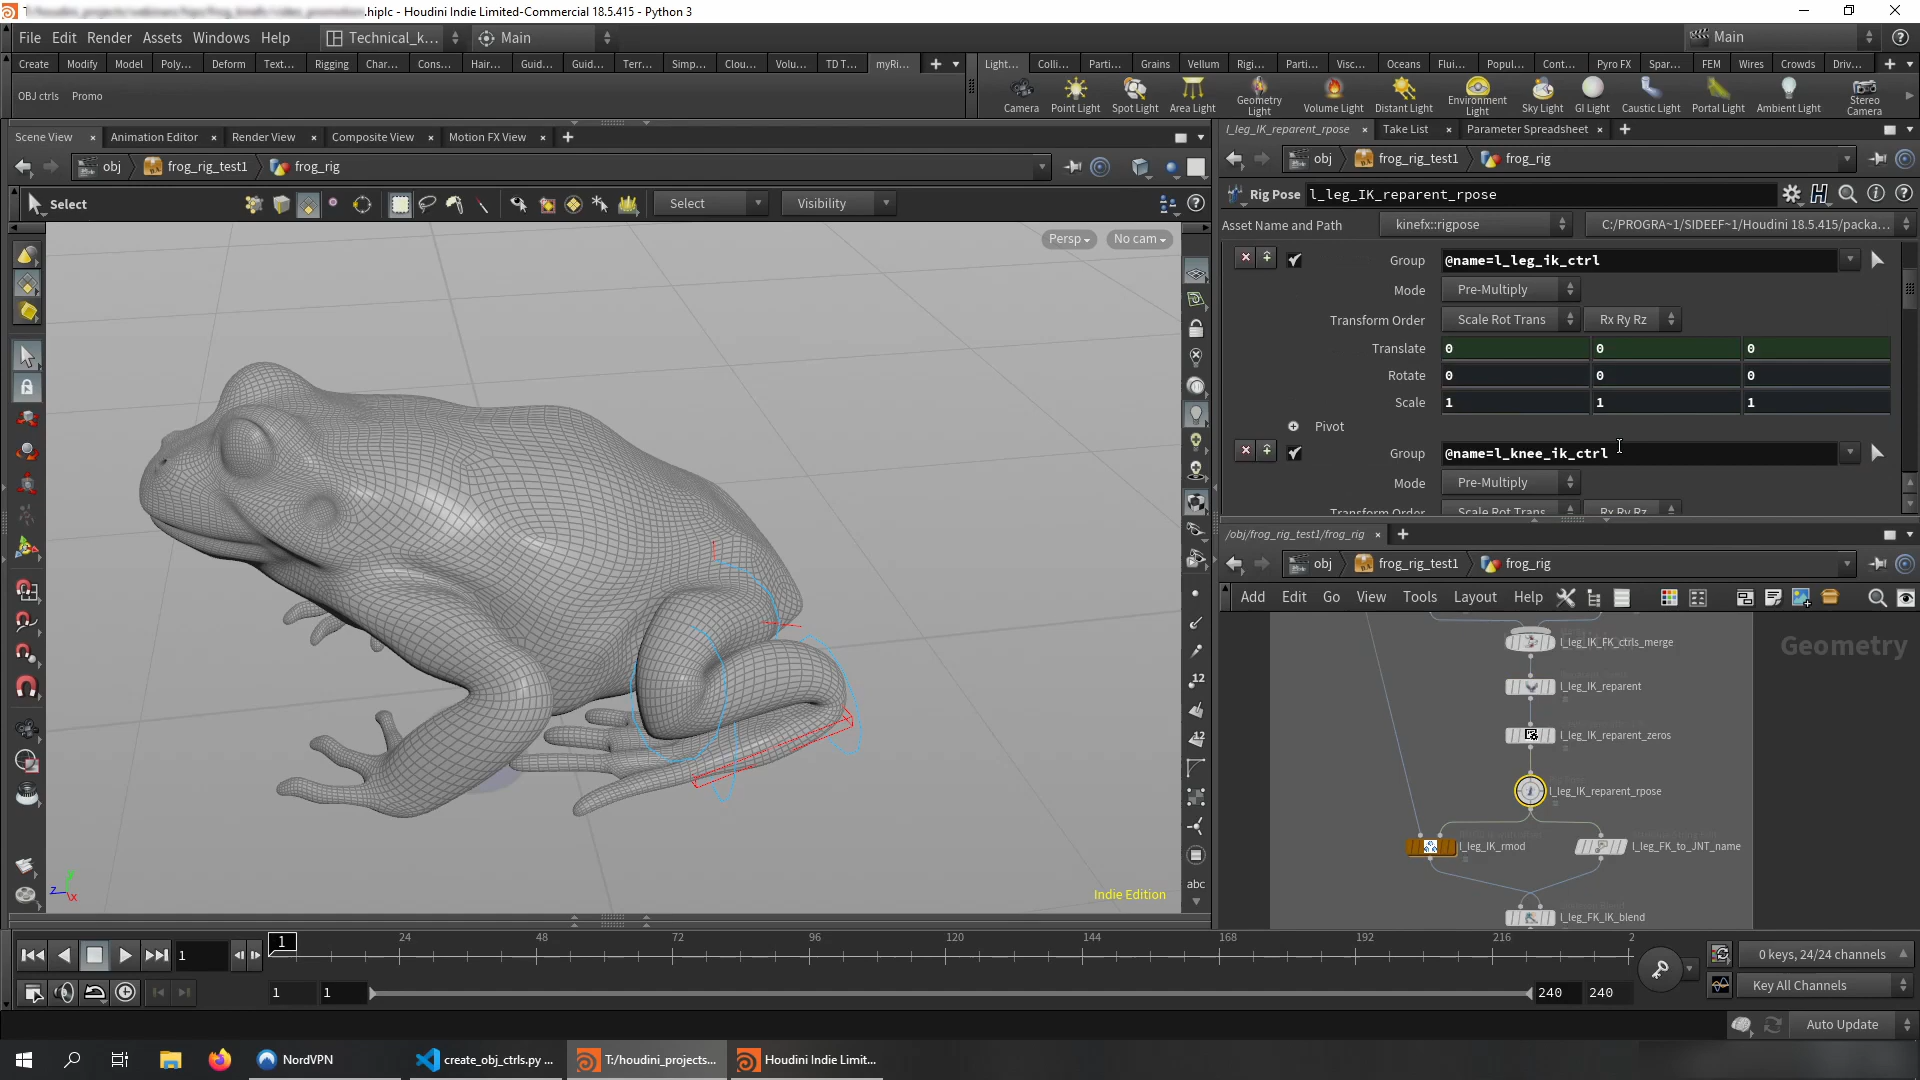 .hiplc - Houdini Indie Limited-Commercial 18.5.415 - Python 3
File Edit Render Assets Windows Help Technical_k... Main Main
Create Modify Model Poly... Deform Text... Rigging Char... Cons... Hair... Guid... Guid... Terr... Simp... Clou... Volu... TD T... myRi...
Light... Colli... Parti... Grains Vellum Rigi... Parti... Visc... Oceans Flui... Popul... Cont... Pyro FX Spar... FEM Wires Crowds Driv...
OBJ ctrls Promo
Camera Point Light Spot Light Area Light Geometry Light Volume Light Distant Light Environment Light Sky Light GI Light Caustic Light Portal Light Ambient Light Stereo Camera
Scene View Animation Editor Render View Composite View Motion FX View
obj frog_rig_test1 frog_rig
Select Select Visibility
Persp No cam
12
12
abc
Indie Edition
l_leg_IK_reparent_rpose Take List Parameter Spreadsheet
obj frog_rig_test1 frog_rig
Rig Pose l_leg_IK_reparent_rpose
Asset Name and Path kinefx::rigpose C:/PROGRA~1/SIDEEF~1/Houdini 18.5.415/packa...
Group @name=l_leg_ik_ctrl
Mode Pre-Multiply
Transform Order Scale Rot Trans Rx Ry Rz
Translate 0 0 0
Rotate 0 0 0
Scale 1 1 1
Pivot
Group @name=l_knee_ik_ctrl
Mode Pre-Multiply
Transform Order Scale Rot Trans Rx Ry Rz
/obj/frog_rig_test1/frog_rig
obj frog_rig_test1 frog_rig
Add Edit Go View Tools Layout Help
Geometry
l_leg_IK_FK_ctrls_merge
l_leg_IK_reparent
l_leg_IK_reparent_zeros
l_leg_IK_reparent_rpose
l_leg_IK_rmod l_leg_FK_to_JNT_name
l_leg_FK_IK_blend
z x
1 1 24 48 72 96 120 144 168 192 216 2
0 keys, 24/24 channels
1 1 240 240
Key All Channels
Auto Update
NordVPN create_obj_ctrls.py ... T:/houdini_projects... Houdini Indie Limit...